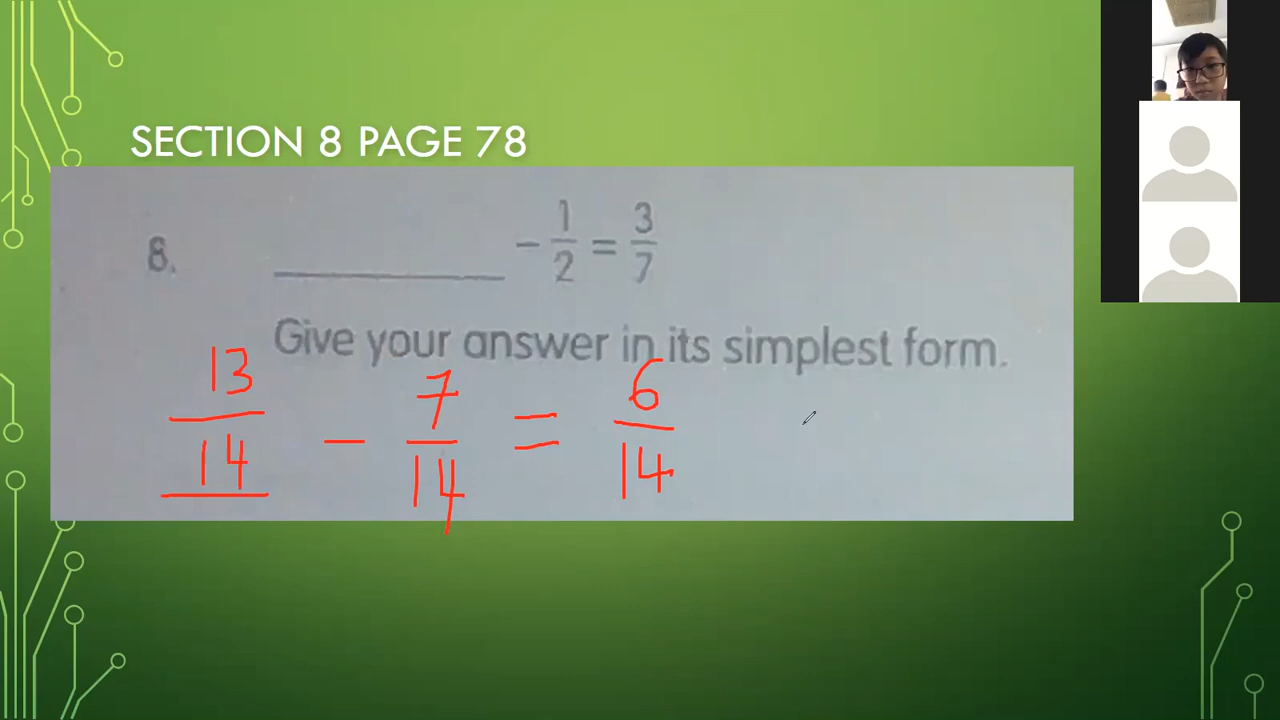 SECTION 8 PAGE 78
8. ________ - 1/2 = 3/7
Give your answer in its simplest form.
13/14 - 7/14 = 6/14